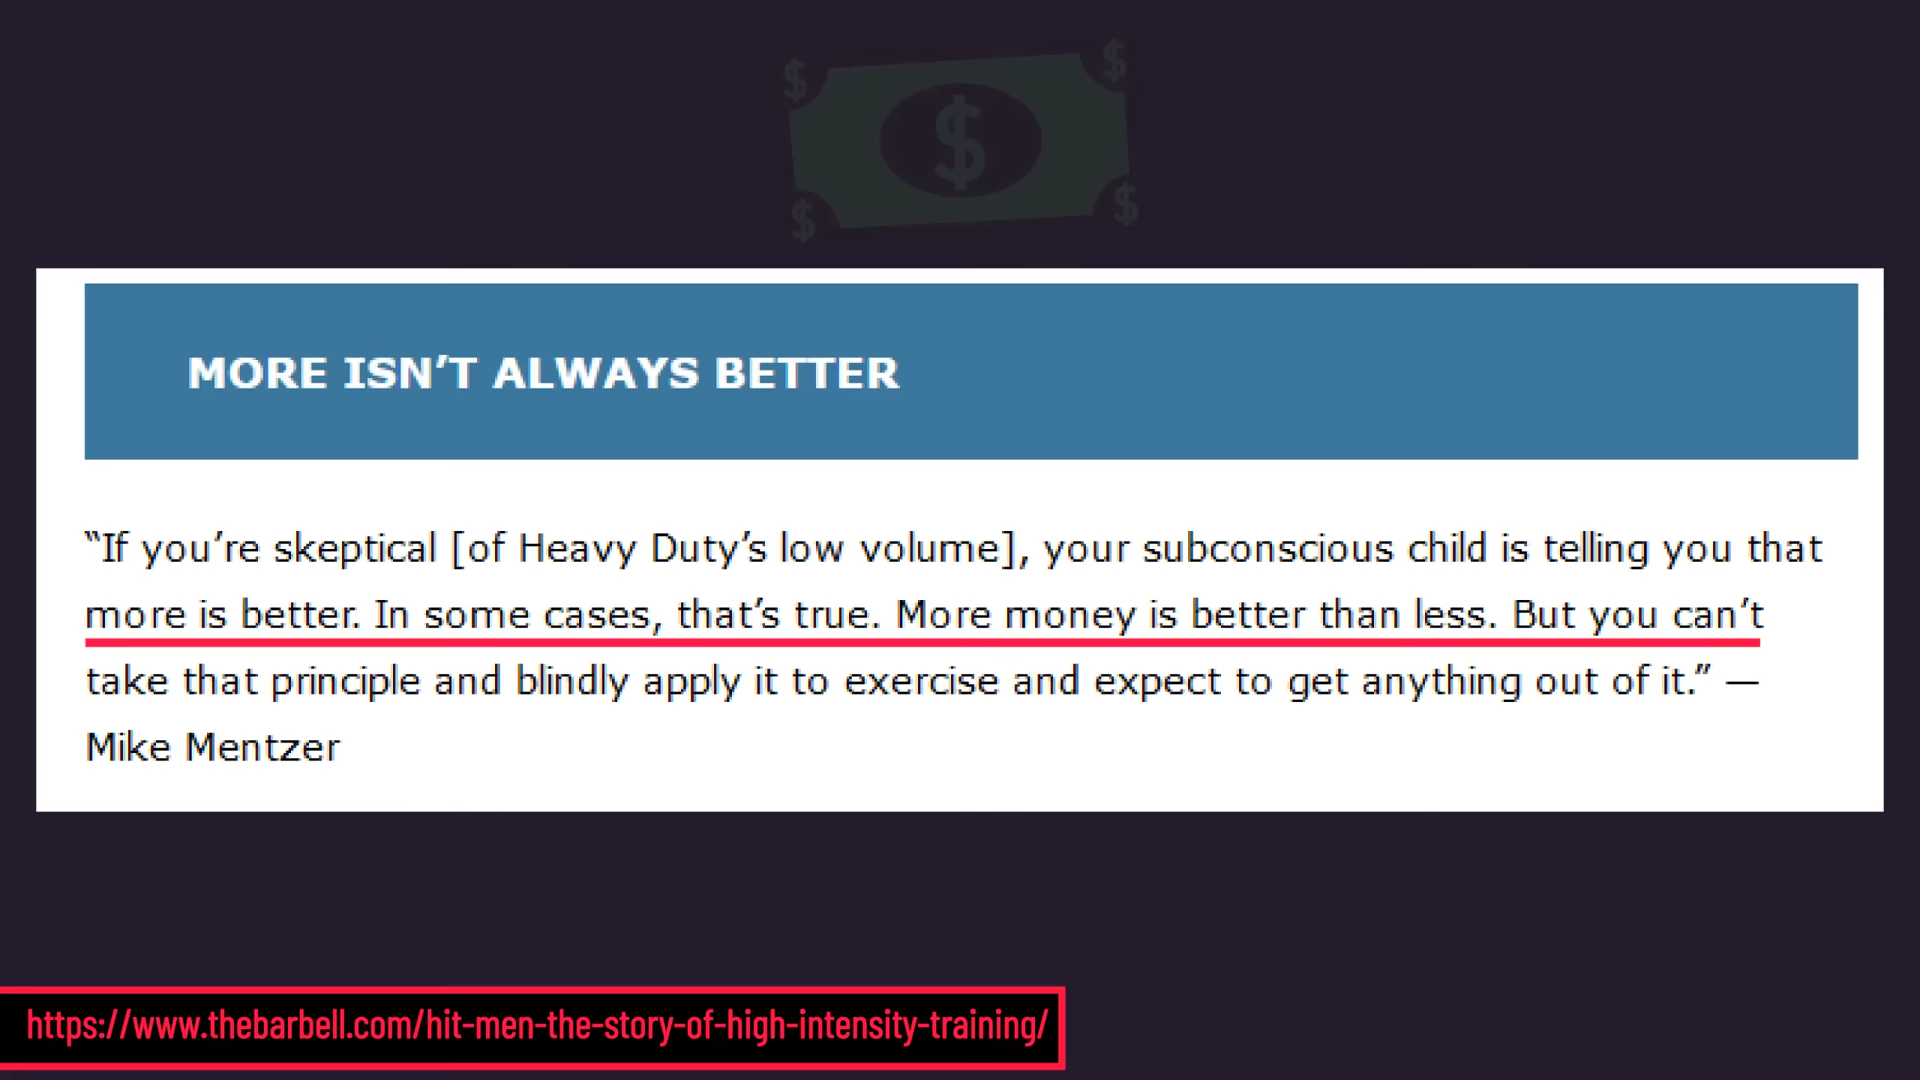 $ $
$
$ $
MORE ISN’T ALWAYS BETTER
“If you’re skeptical [of Heavy Duty’s low volume], your subconscious child is telling you that
more is better. In some cases, that’s true. More money is better than less. But you can’t
take that principle and blindly apply it to exercise and expect to get anything out of it.” —
Mike Mentzer
https://www.thebarbell.com/hit-men-the-story-of-high-intensity-training/